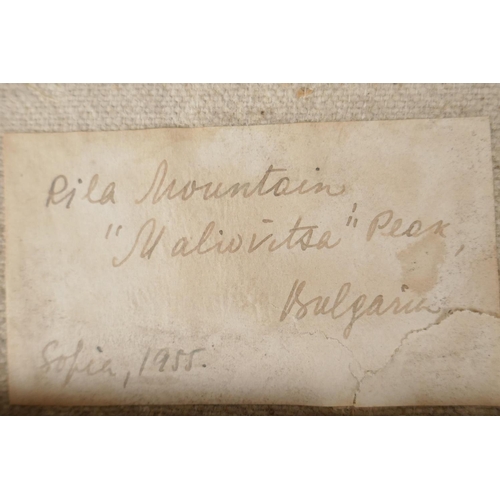 Rila Mountain,
"Maliovitsa" Peak,
Bulgaria
Sofia, 1955.